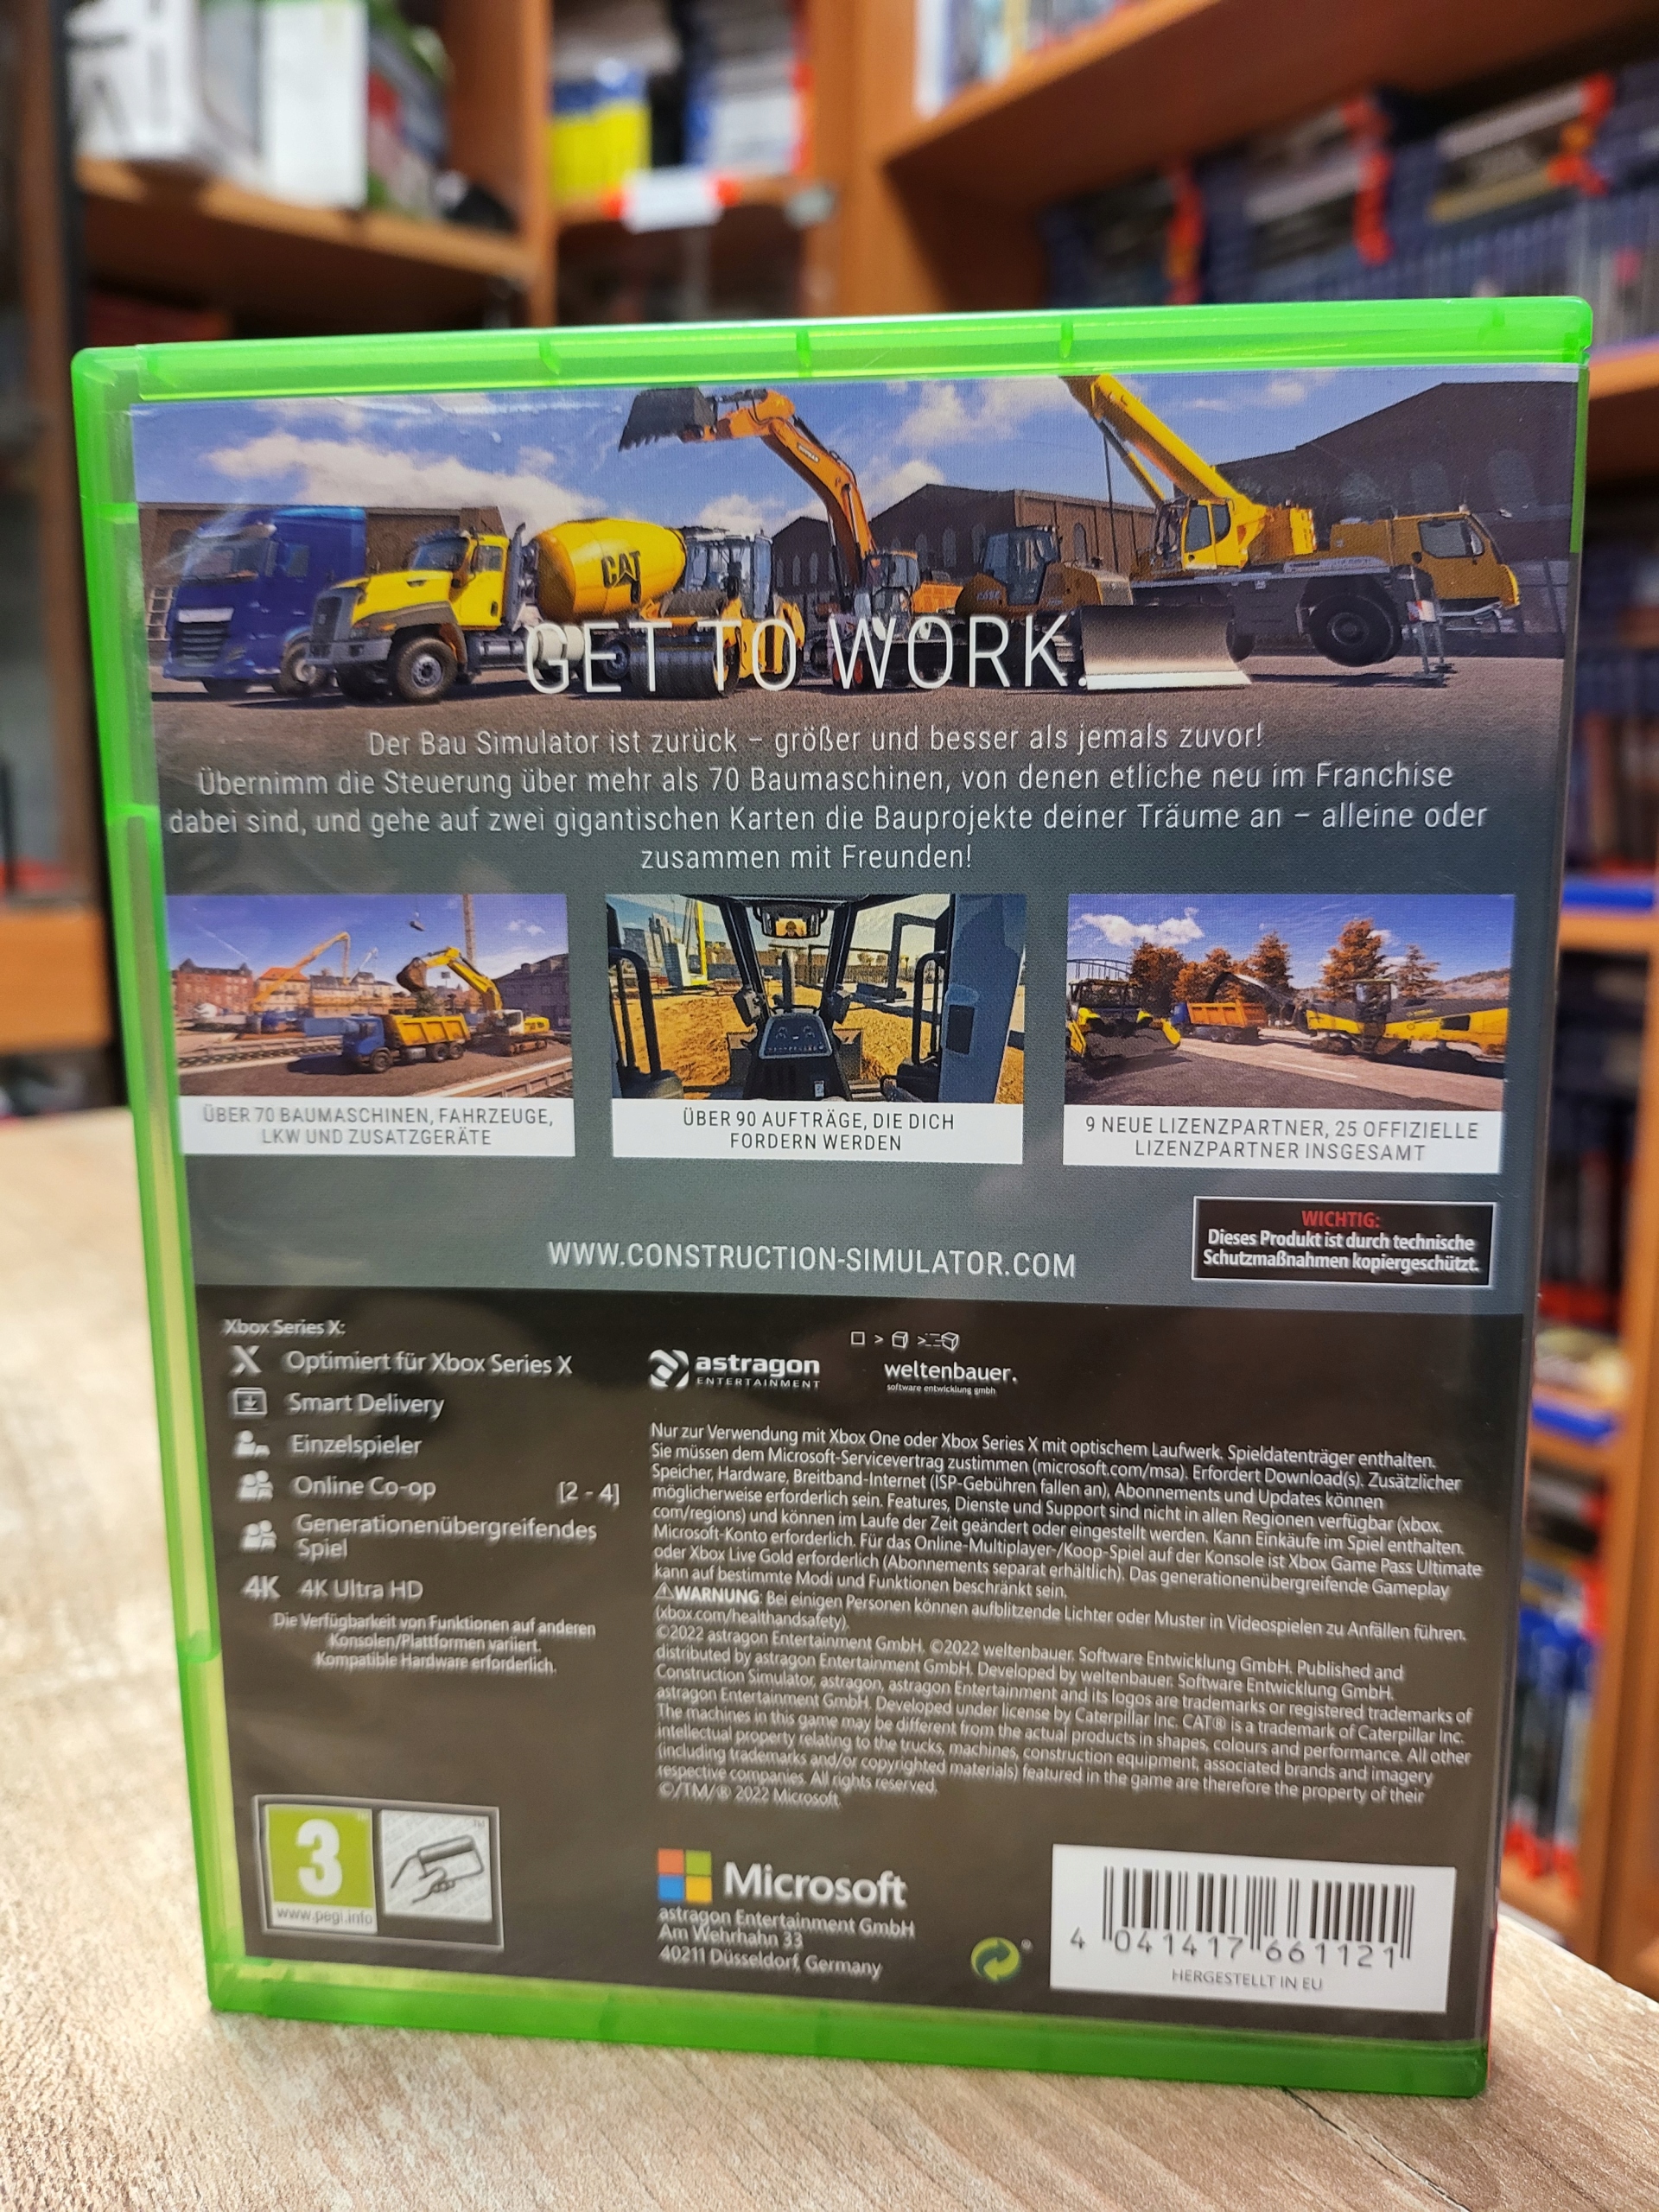 CAT
GET TO WORK.
Der Bau Simulator ist zurück – größer und besser als jemals zuvor!
Übernimm die Steuerung über mehr als 70 Baumaschinen, von denen etliche neu im Franchise
dabei sind, und gehe auf zwei gigantischen Karten die Bauprojekte deiner Träume an – alleine oder
zusammen mit Freunden!
ÜBER 70 BAUMASCHINEN, FAHRZEUGE,
LKW UND ZUSATZGERÄTE
ÜBER 90 AUFTRÄGE, DIE DICH
FORDERN WERDEN
9 NEUE LIZENZPARTNER, 25 OFFIZIELLE
LIZENZPARTNER INSGESAMT
WWW.CONSTRUCTION-SIMULATOR.COM
WICHTIG:
Dieses Produkt ist durch technische
Schutzmaßnahmen kopiergeschützt.
Xbox Series X:
Optimiert für Xbox Series X
Smart Delivery
Einzelspieler
Online Co-op [2 - 4]
Generationenübergreifendes
Spiel
4K 4K Ultra HD
Die Verfügbarkeit von Funktionen auf anderen
Konsolen/Plattformen variiert.
Kompatible Hardware erforderlich.
astragon
ENTERTAINMENT
weltenbauer.
software entwicklung gmbh
Nur zur Verwendung mit Xbox One oder Xbox Series X mit optischem Laufwerk. Spieldatenträger enthalten.
Sie müssen dem Microsoft-Servicevertrag zustimmen (microsoft.com/msa). Erfordert Download(s). Zusätzlicher
Speicher, Hardware, Breitband-Internet (ISP-Gebühren fallen an), Abonnements und Updates können
möglicherweise erforderlich sein. Features, Dienste und Support sind nicht in allen Regionen verfügbar (xbox.
com/regions) und können im Laufe der Zeit geändert oder eingestellt werden. Kann Einkäufe im Spiel enthalten.
Microsoft-Konto erforderlich. Für das Online-Multiplayer-/Koop-Spiel auf der Konsole ist Xbox Game Pass Ultimate
oder Xbox Live Gold erforderlich (Abonnements separat erhältlich). Das generationenübergreifende Gameplay
kann auf bestimmte Modi und Funktionen beschränkt sein.
⚠WARNUNG: Bei einigen Personen können aufblitzende Lichter oder Muster in Videospielen zu Anfällen führen.
(xbox.com/healthandsafety).
©2022 astragon Entertainment GmbH. ©2022 weltenbauer. Software Entwicklung GmbH. Published and
distributed by astragon Entertainment GmbH. Developed by weltenbauer. Software Entwicklung GmbH.
Construction Simulator, astragon, astragon Entertainment and its logos are trademarks or registered trademarks of
astragon Entertainment GmbH. Developed under license by Caterpillar Inc. CAT® is a trademark of Caterpillar Inc.
The machines in this game may be different from the actual products in shapes, colours and performance. All other
intellectual property relating to the trucks, machines, construction equipment, associated brands and imagery
(including trademarks and/or copyrighted materials) featured in the game are therefore the property of their
respective companies. All rights reserved.
©/TM/® 2022 Microsoft.
3
www.pegi.info
Microsoft
astragon Entertainment GmbH
Am Wehrhahn 33
40211 Düsseldorf, Germany
4 041417 661121
HERGESTELLT IN EU